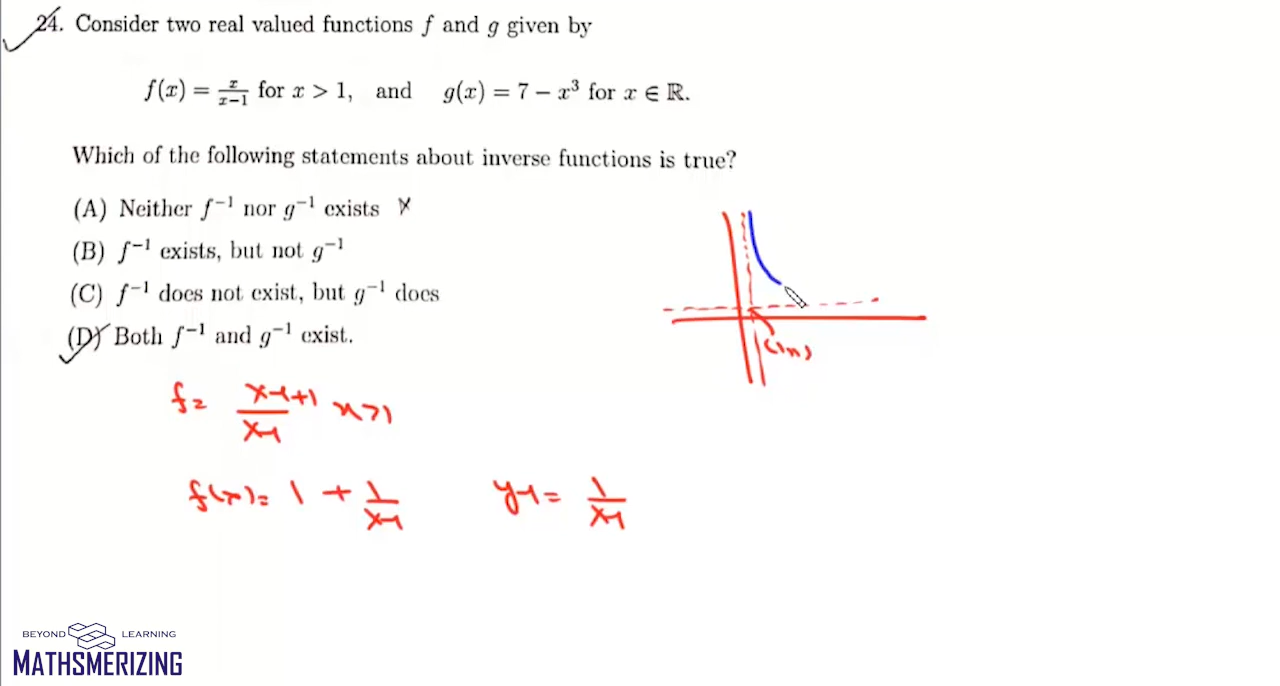 24. Consider two real valued functions f and g given by
f(x) = x/(x−1) for x > 1, and g(x) = 7 − x³ for x ∈ ℝ.
Which of the following statements about inverse functions is true?
(A) Neither f⁻¹ nor g⁻¹ exists ×
(B) f⁻¹ exists, but not g⁻¹
(C) f⁻¹ does not exist, but g⁻¹ does
(D) Both f⁻¹ and g⁻¹ exist.
f = (x-1+1)/(x-1) x>1
f(x) = 1 + 1/(x-1) y-1 = 1/(x-1)
BEYOND LEARNING
MATHSMERIZING